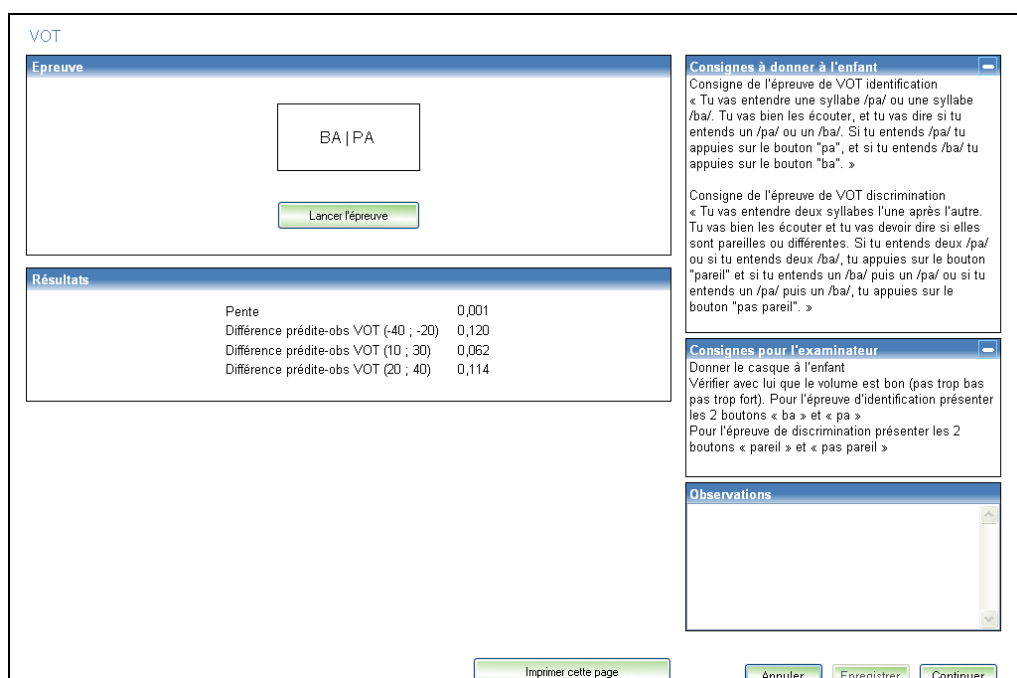 VOT
Epreuve
BA|PA
Lancer l'épreuve
Résultats
Pente 0,001
Différence prédite-obs VOT (-40 ; -20) 0,120
Différence prédite-obs VOT (10 ; 30) 0,062
Différence prédite-obs VOT (20 ; 40) 0,114
Consignes à donner à l'enfant
Consigne de l'épreuve de VOT identification
« Tu vas entendre une syllabe /pa/ ou une syllabe
/ba/. Tu vas bien les écouter, et tu vas dire si tu
entends un /pa/ ou un /ba/. Si tu entends /pa/ tu
appuies sur le bouton "pa", et si tu entends /ba/ tu
appuies sur le bouton "ba". »
Consigne de l'épreuve de VOT discrimination
« Tu vas entendre deux syllabes l'une après l'autre.
Tu vas bien les écouter et tu vas devoir dire si elles
sont pareilles ou différentes. Si tu entends deux /pa/
ou si tu entends deux /ba/, tu appuies sur le bouton
"pareil" et si tu entends un /ba/ puis un /pa/ ou si tu
entends un /pa/ puis un /ba/, tu appuies sur le
bouton "pas pareil". »
Consignes pour l'examinateur
Donner le casque à l'enfant
Vérifier avec lui que le volume est bon (pas trop bas
pas trop fort). Pour l'épreuve d'identification présenter
les 2 boutons « ba » et « pa »
Pour l'épreuve de discrimination présenter les 2
boutons « pareil » et « pas pareil »
Observations
Imprimer cette page
Annuler
Enregistrer
Continuer